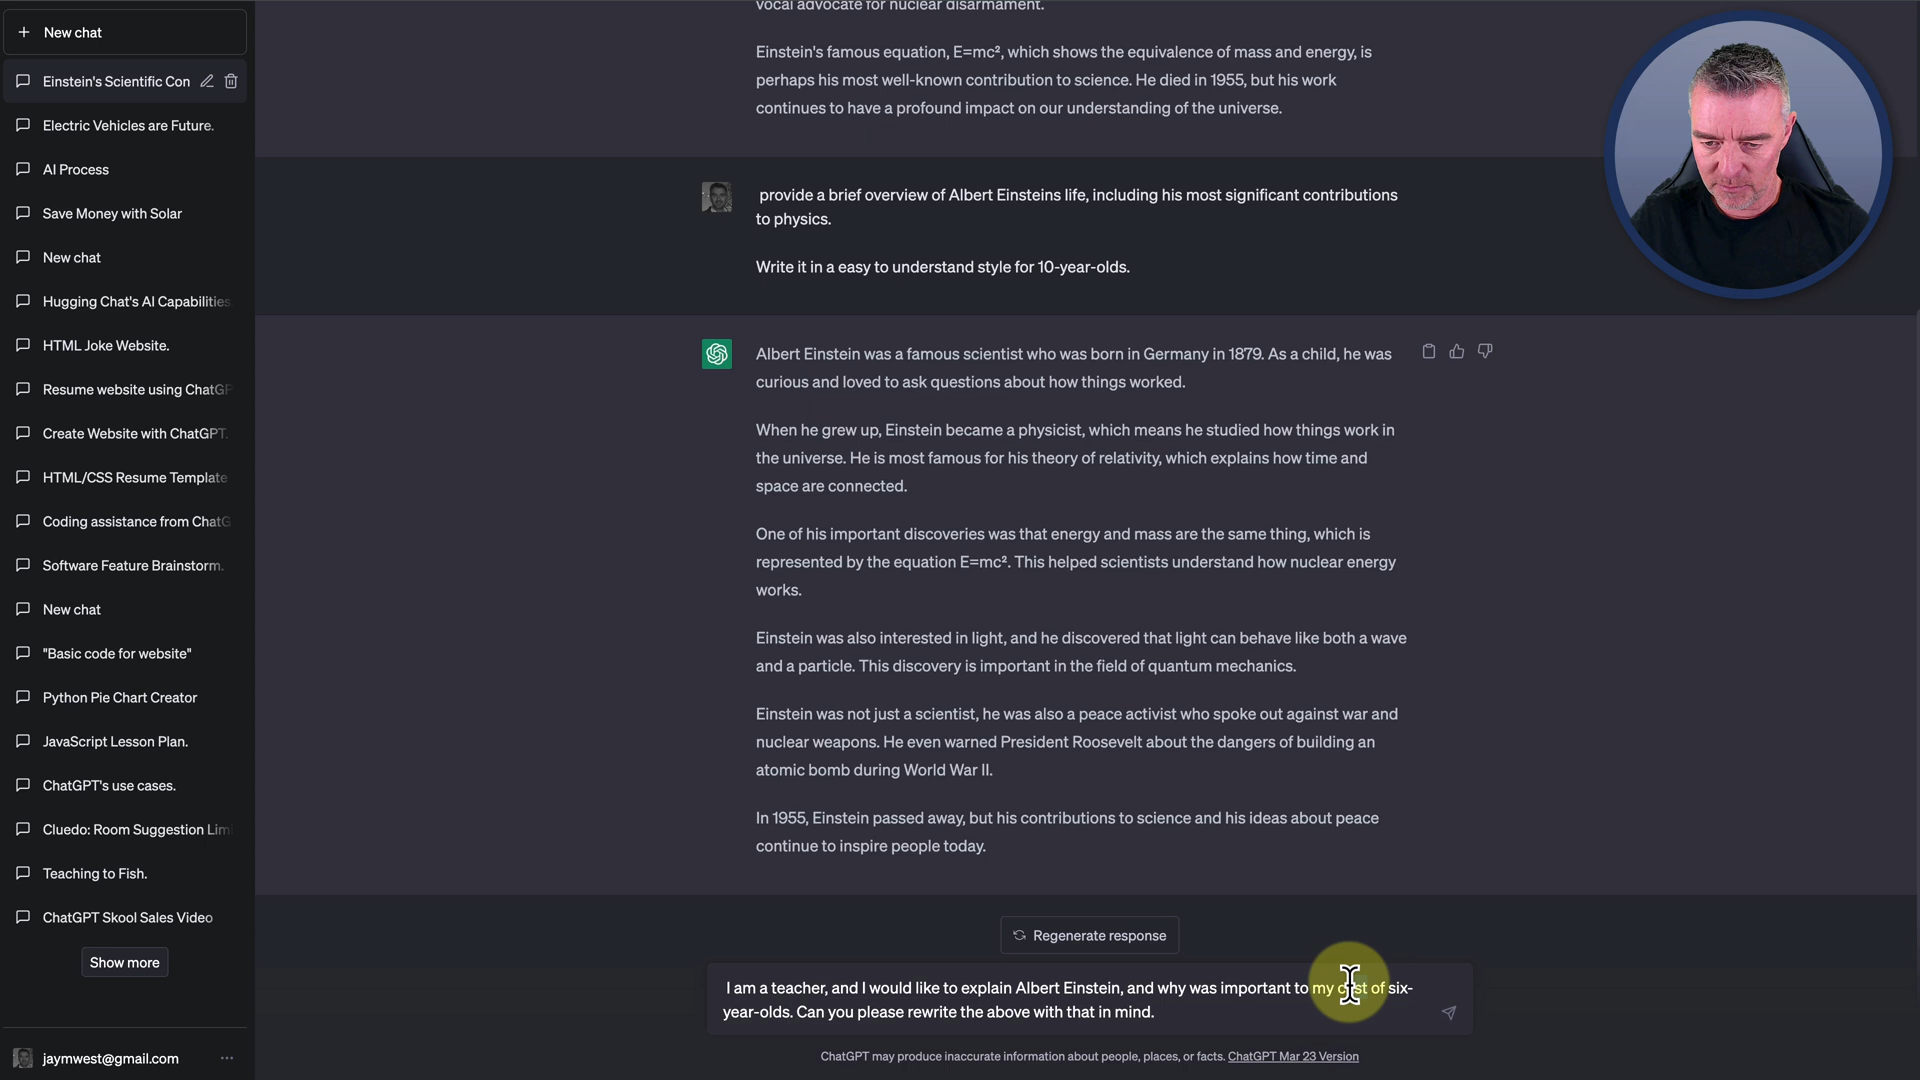 New chat
Einstein's Scientific Con
Electric Vehicles are Future.
AI Process
Save Money with Solar
New chat
Hugging Chat's AI Capabilities
HTML Joke Website.
Resume website using ChatGP
Create Website with ChatGPT.
HTML/CSS Resume Template
Coding assistance from ChatG
Software Feature Brainstorm.
New chat
"Basic code for website"
Python Pie Chart Creator
JavaScript Lesson Plan.
ChatGPT's use cases.
Cluedo: Room Suggestion Lim
Teaching to Fish.
ChatGPT Skool Sales Video
Show more
jaymwest@gmail.com
vocal advocate for nuclear disarmament.
Einstein's famous equation, E=mc², which shows the equivalence of mass and energy, is
perhaps his most well-known contribution to science. He died in 1955, but his work
continues to have a profound impact on our understanding of the universe.
provide a brief overview of Albert Einsteins life, including his most significant contributions
to physics.
Write it in a easy to understand style for 10-year-olds.
Albert Einstein was a famous scientist who was born in Germany in 1879. As a child, he was
curious and loved to ask questions about how things worked.
When he grew up, Einstein became a physicist, which means he studied how things work in
the universe. He is most famous for his theory of relativity, which explains how time and
space are connected.
One of his important discoveries was that energy and mass are the same thing, which is
represented by the equation E=mc². This helped scientists understand how nuclear energy
works.
Einstein was also interested in light, and he discovered that light can behave like both a wave
and a particle. This discovery is important in the field of quantum mechanics.
Einstein was not just a scientist, he was also a peace activist who spoke out against war and
nuclear weapons. He even warned President Roosevelt about the dangers of building an
atomic bomb during World War II.
In 1955, Einstein passed away, but his contributions to science and his ideas about peace
continue to inspire people today.
Regenerate response
I am a teacher, and I would like to explain Albert Einstein, and why was important to my of six-
year-olds. Can you please rewrite the above with that in mind.
ChatGPT may produce inaccurate information about people, places, or facts. ChatGPT Mar 23 Version